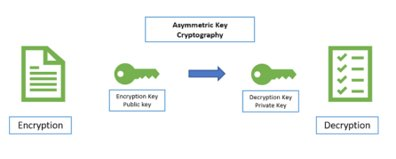 Asymmetric Key
Cryptography
Encryption Key
Public key
Decryption Key
Private Key
Encryption
Decryption